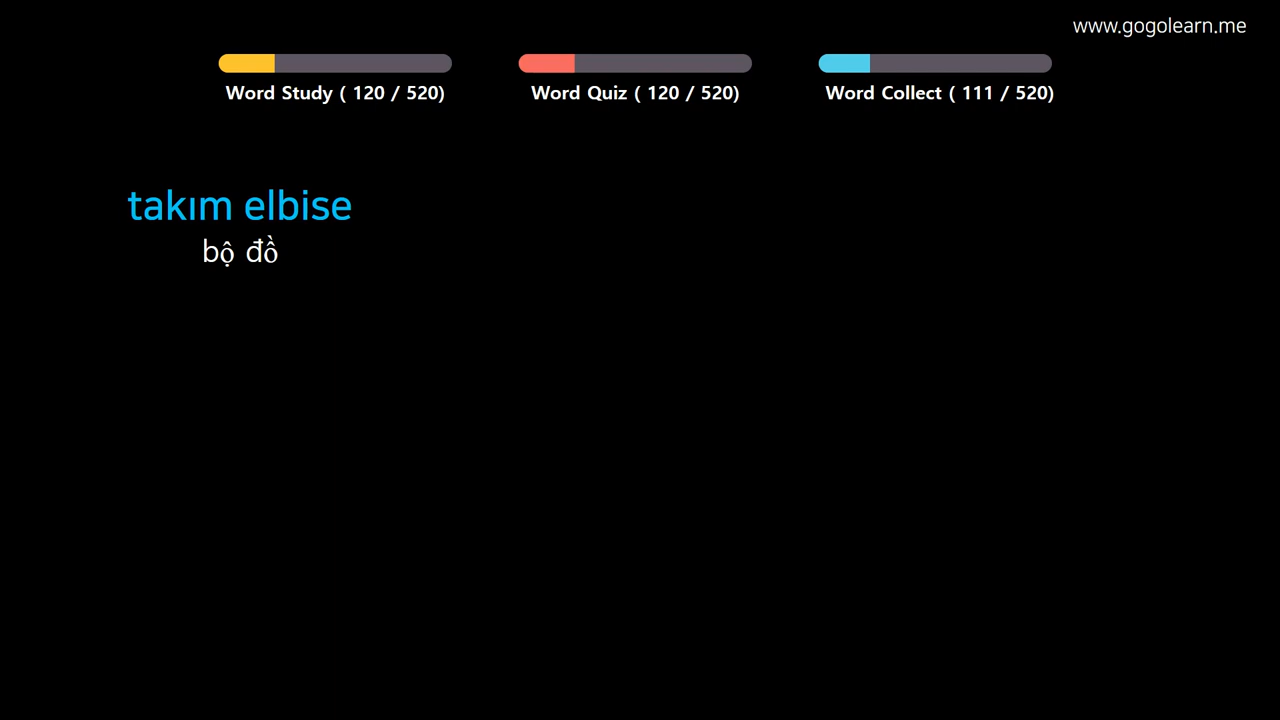 www.gogolearn.me
Word Study ( 120 / 520)
Word Quiz ( 120 / 520)
Word Collect ( 111 / 520)
takım elbise
bộ đồ